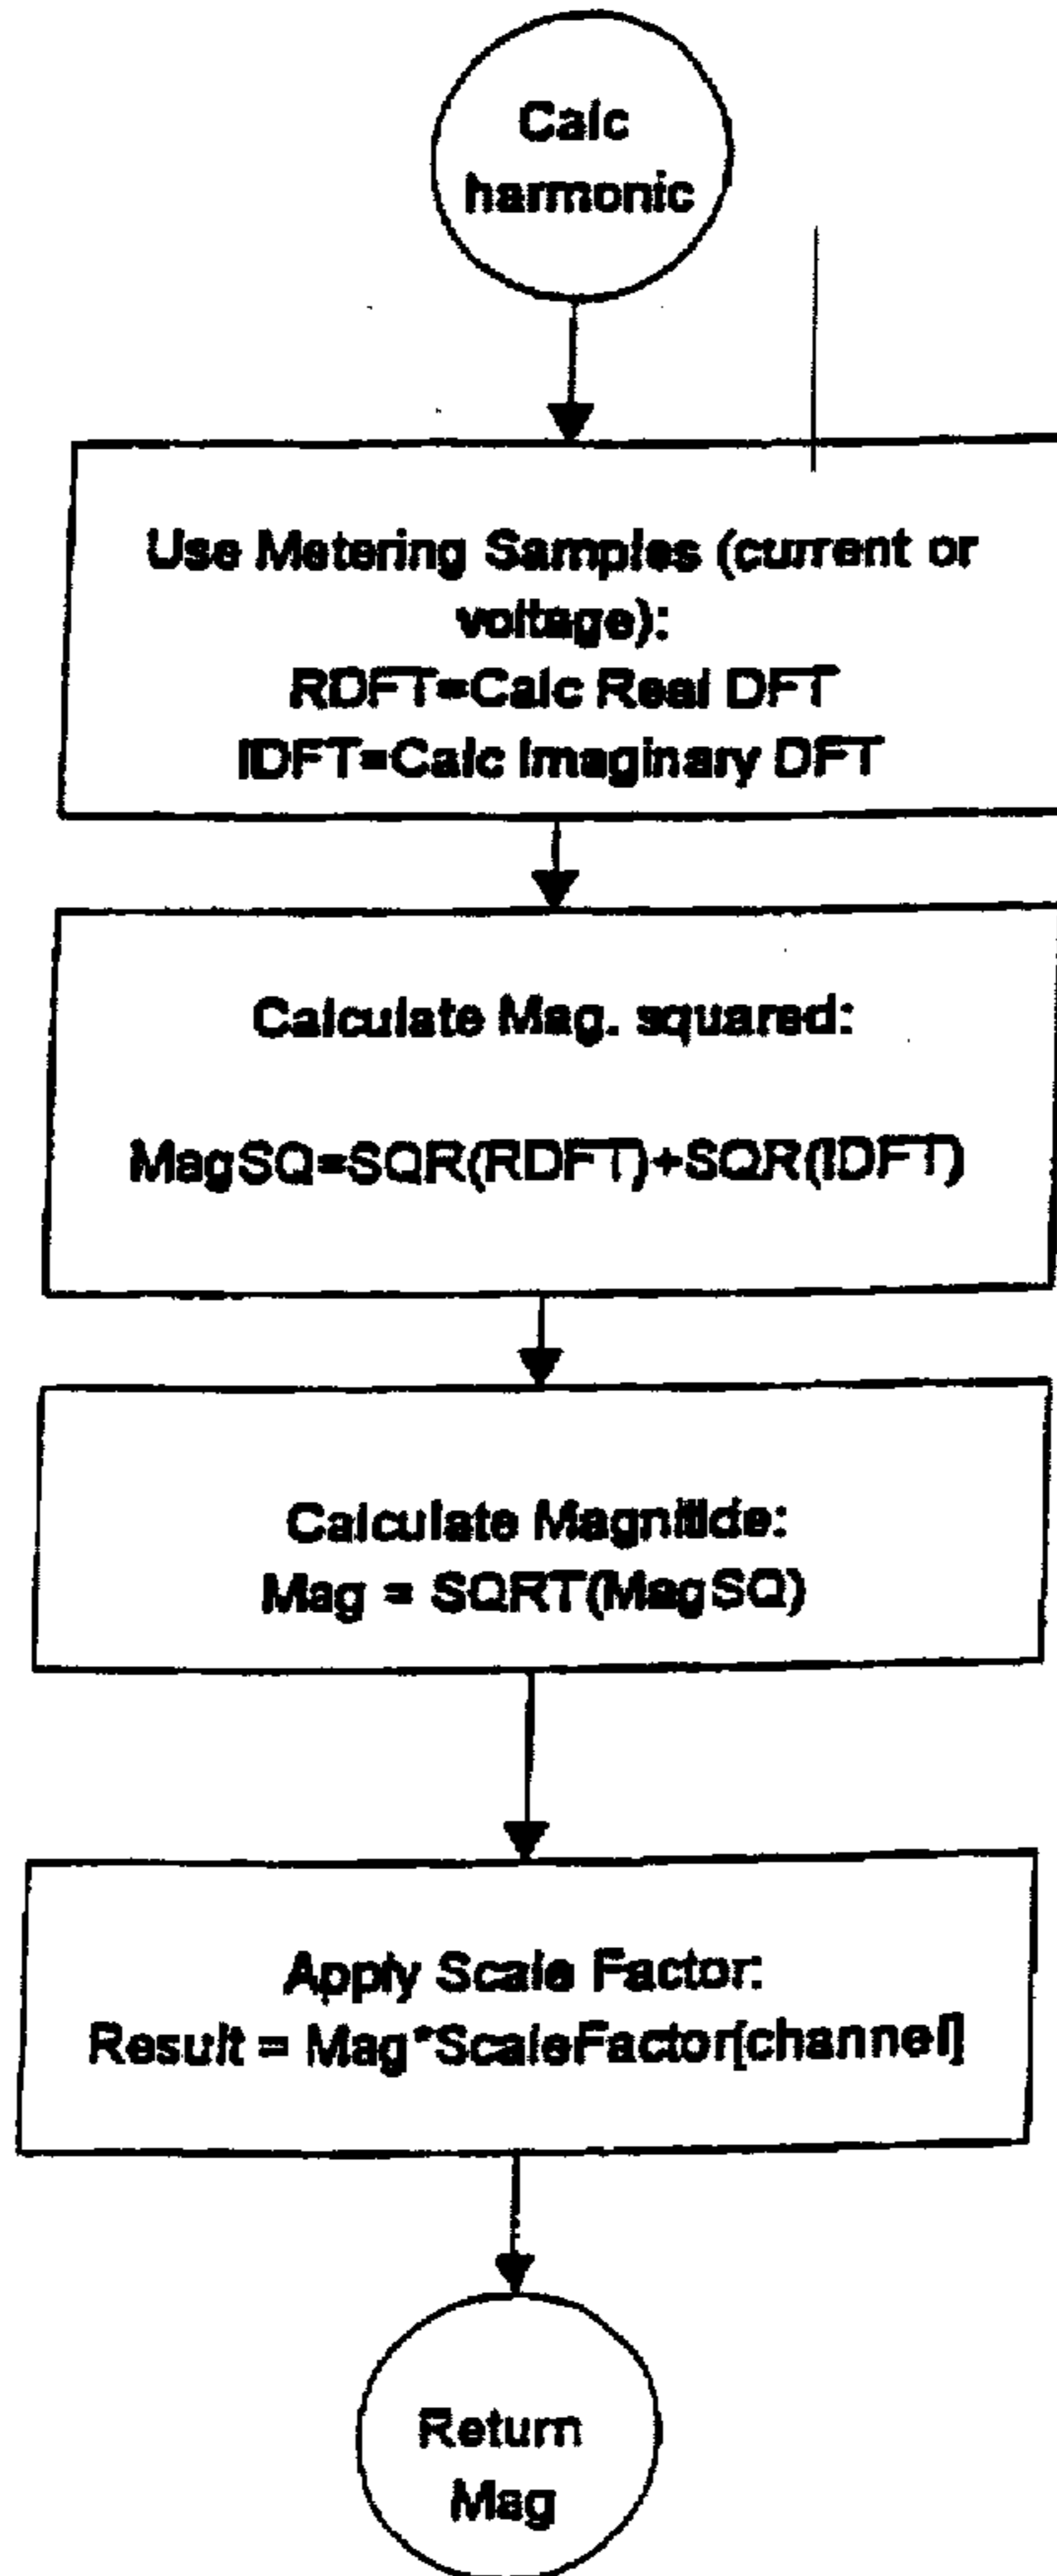 Calc
harmonic
Use Metering Samples (current or
voltage):
RDFT=Calc Real DFT
IDFT=Calc Imaginary DFT
Calculate Mag. squared:
MagSQ=SQR(RDFT)+SQR(IDFT)
Calculate Magnitide:
Mag = SQRT(MagSQ)
Apply Scale Factor:
Result = Mag*ScaleFactor[channel]
Return
Mag